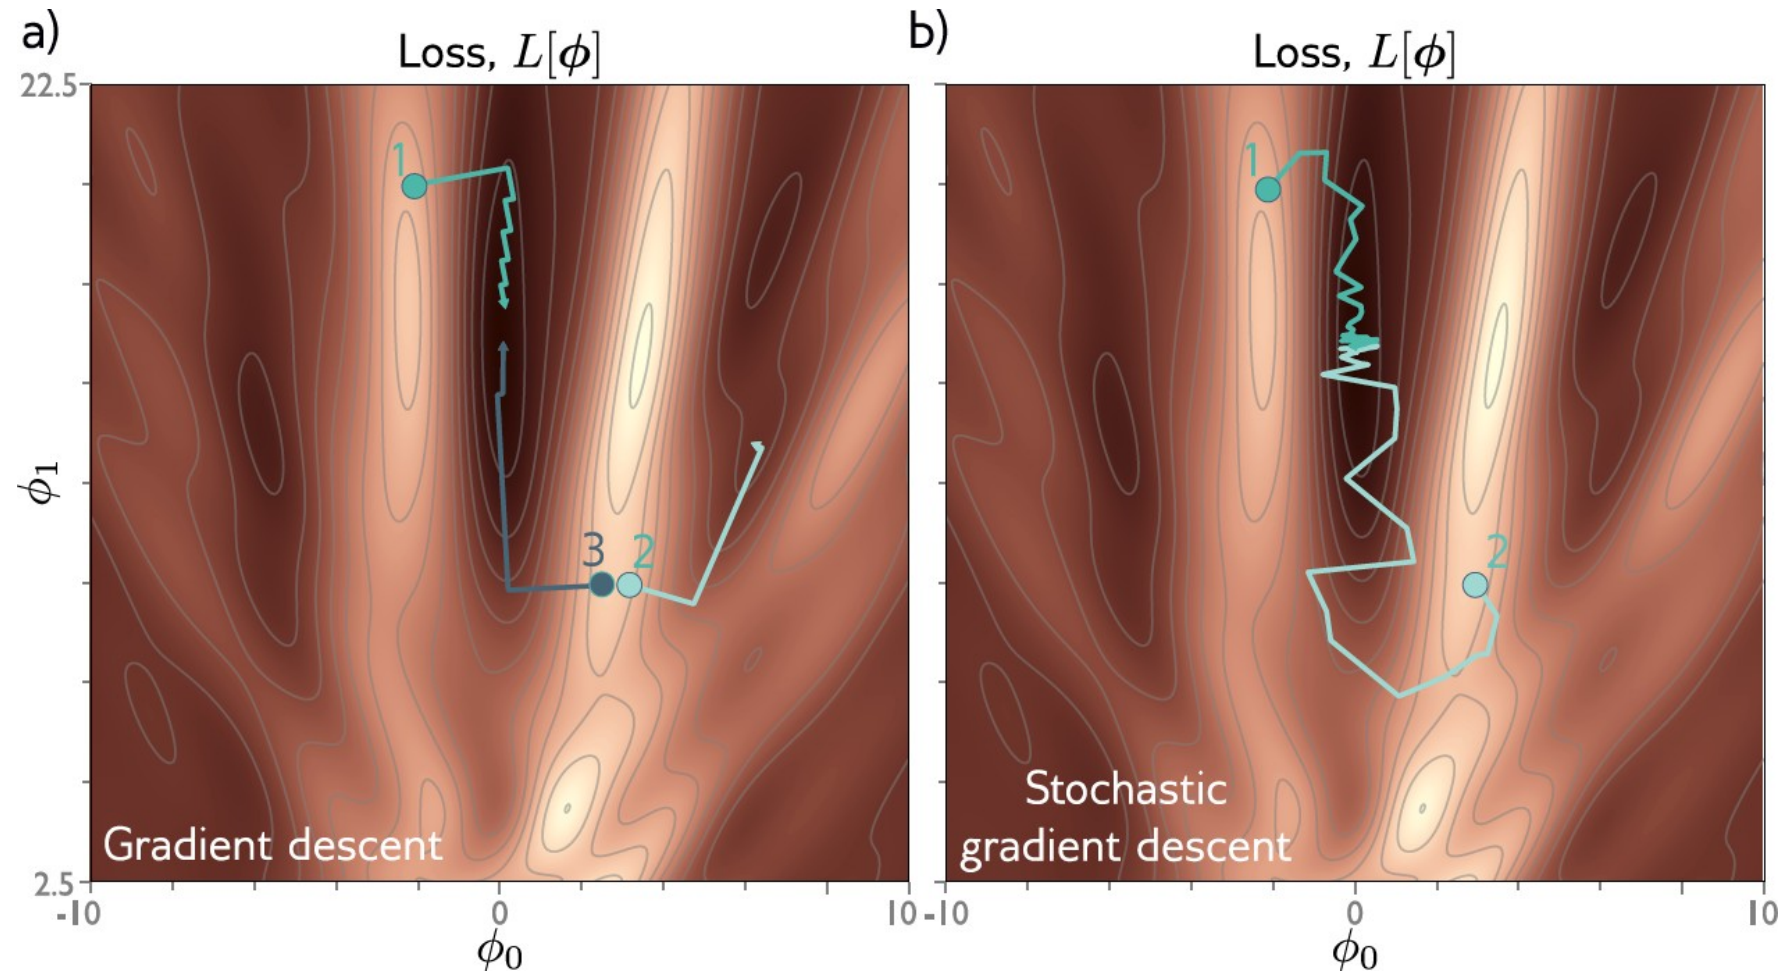 a)
Loss, L[ϕ]
22.5
1
3
2
ϕ₁
Gradient descent
2.5
-10
0
10
ϕ₀
b)
Loss, L[ϕ]
1
2
Stochastic
gradient descent
-10
0
10
ϕ₀